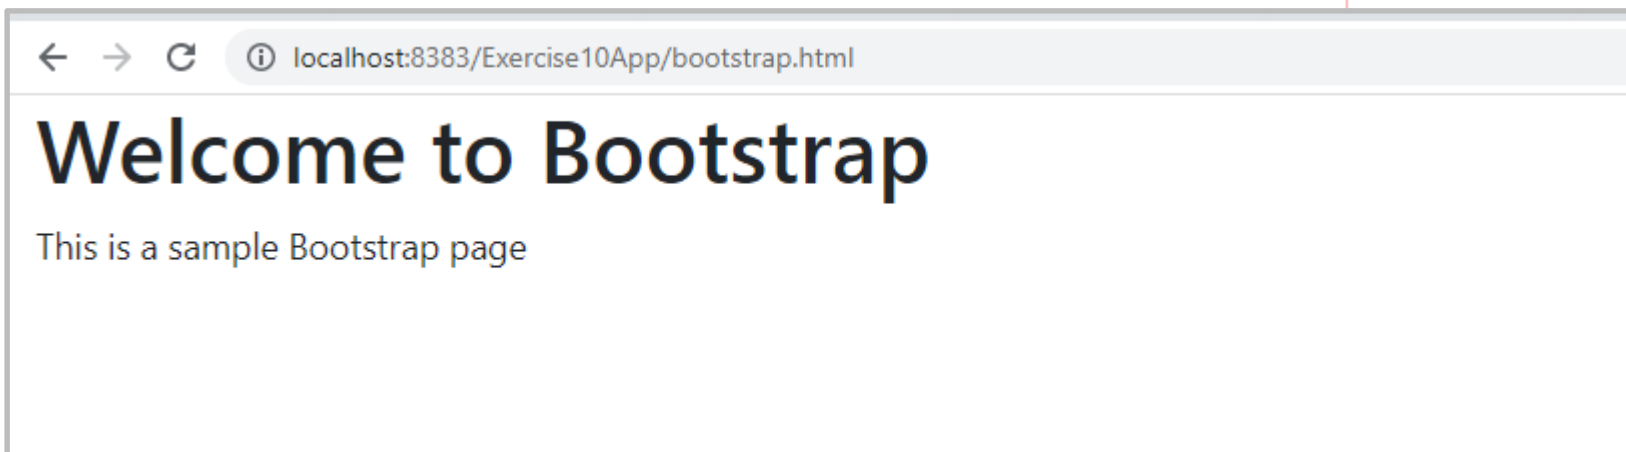 localhost:8383/Exercise10App/bootstrap.html
Welcome to Bootstrap
This is a sample Bootstrap page